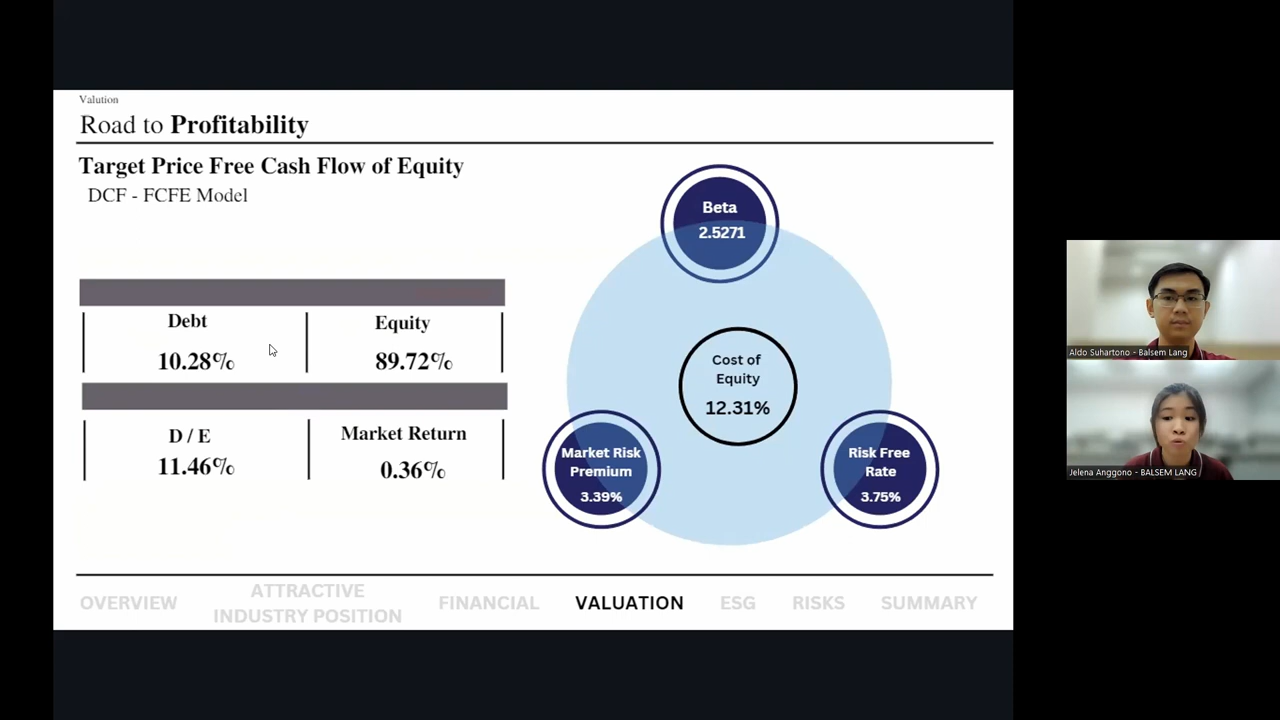 Valution
Road to Profitability
Target Price Free Cash Flow of Equity
DCF - FCFE Model
Debt
10.28%
Equity
89.72%
D / E
11.46%
Market Return
0.36%
Beta
2.5271
Cost of
Equity
12.31%
Market Risk
Premium
3.39%
Risk Free
Rate
3.75%
OVERVIEW
ATTRACTIVE
INDUSTRY POSITION
FINANCIAL
VALUATION
ESG
RISKS
SUMMARY
Aldo Suhartono - Balsem Lang
Jelena Anggono - BALSEM LANG